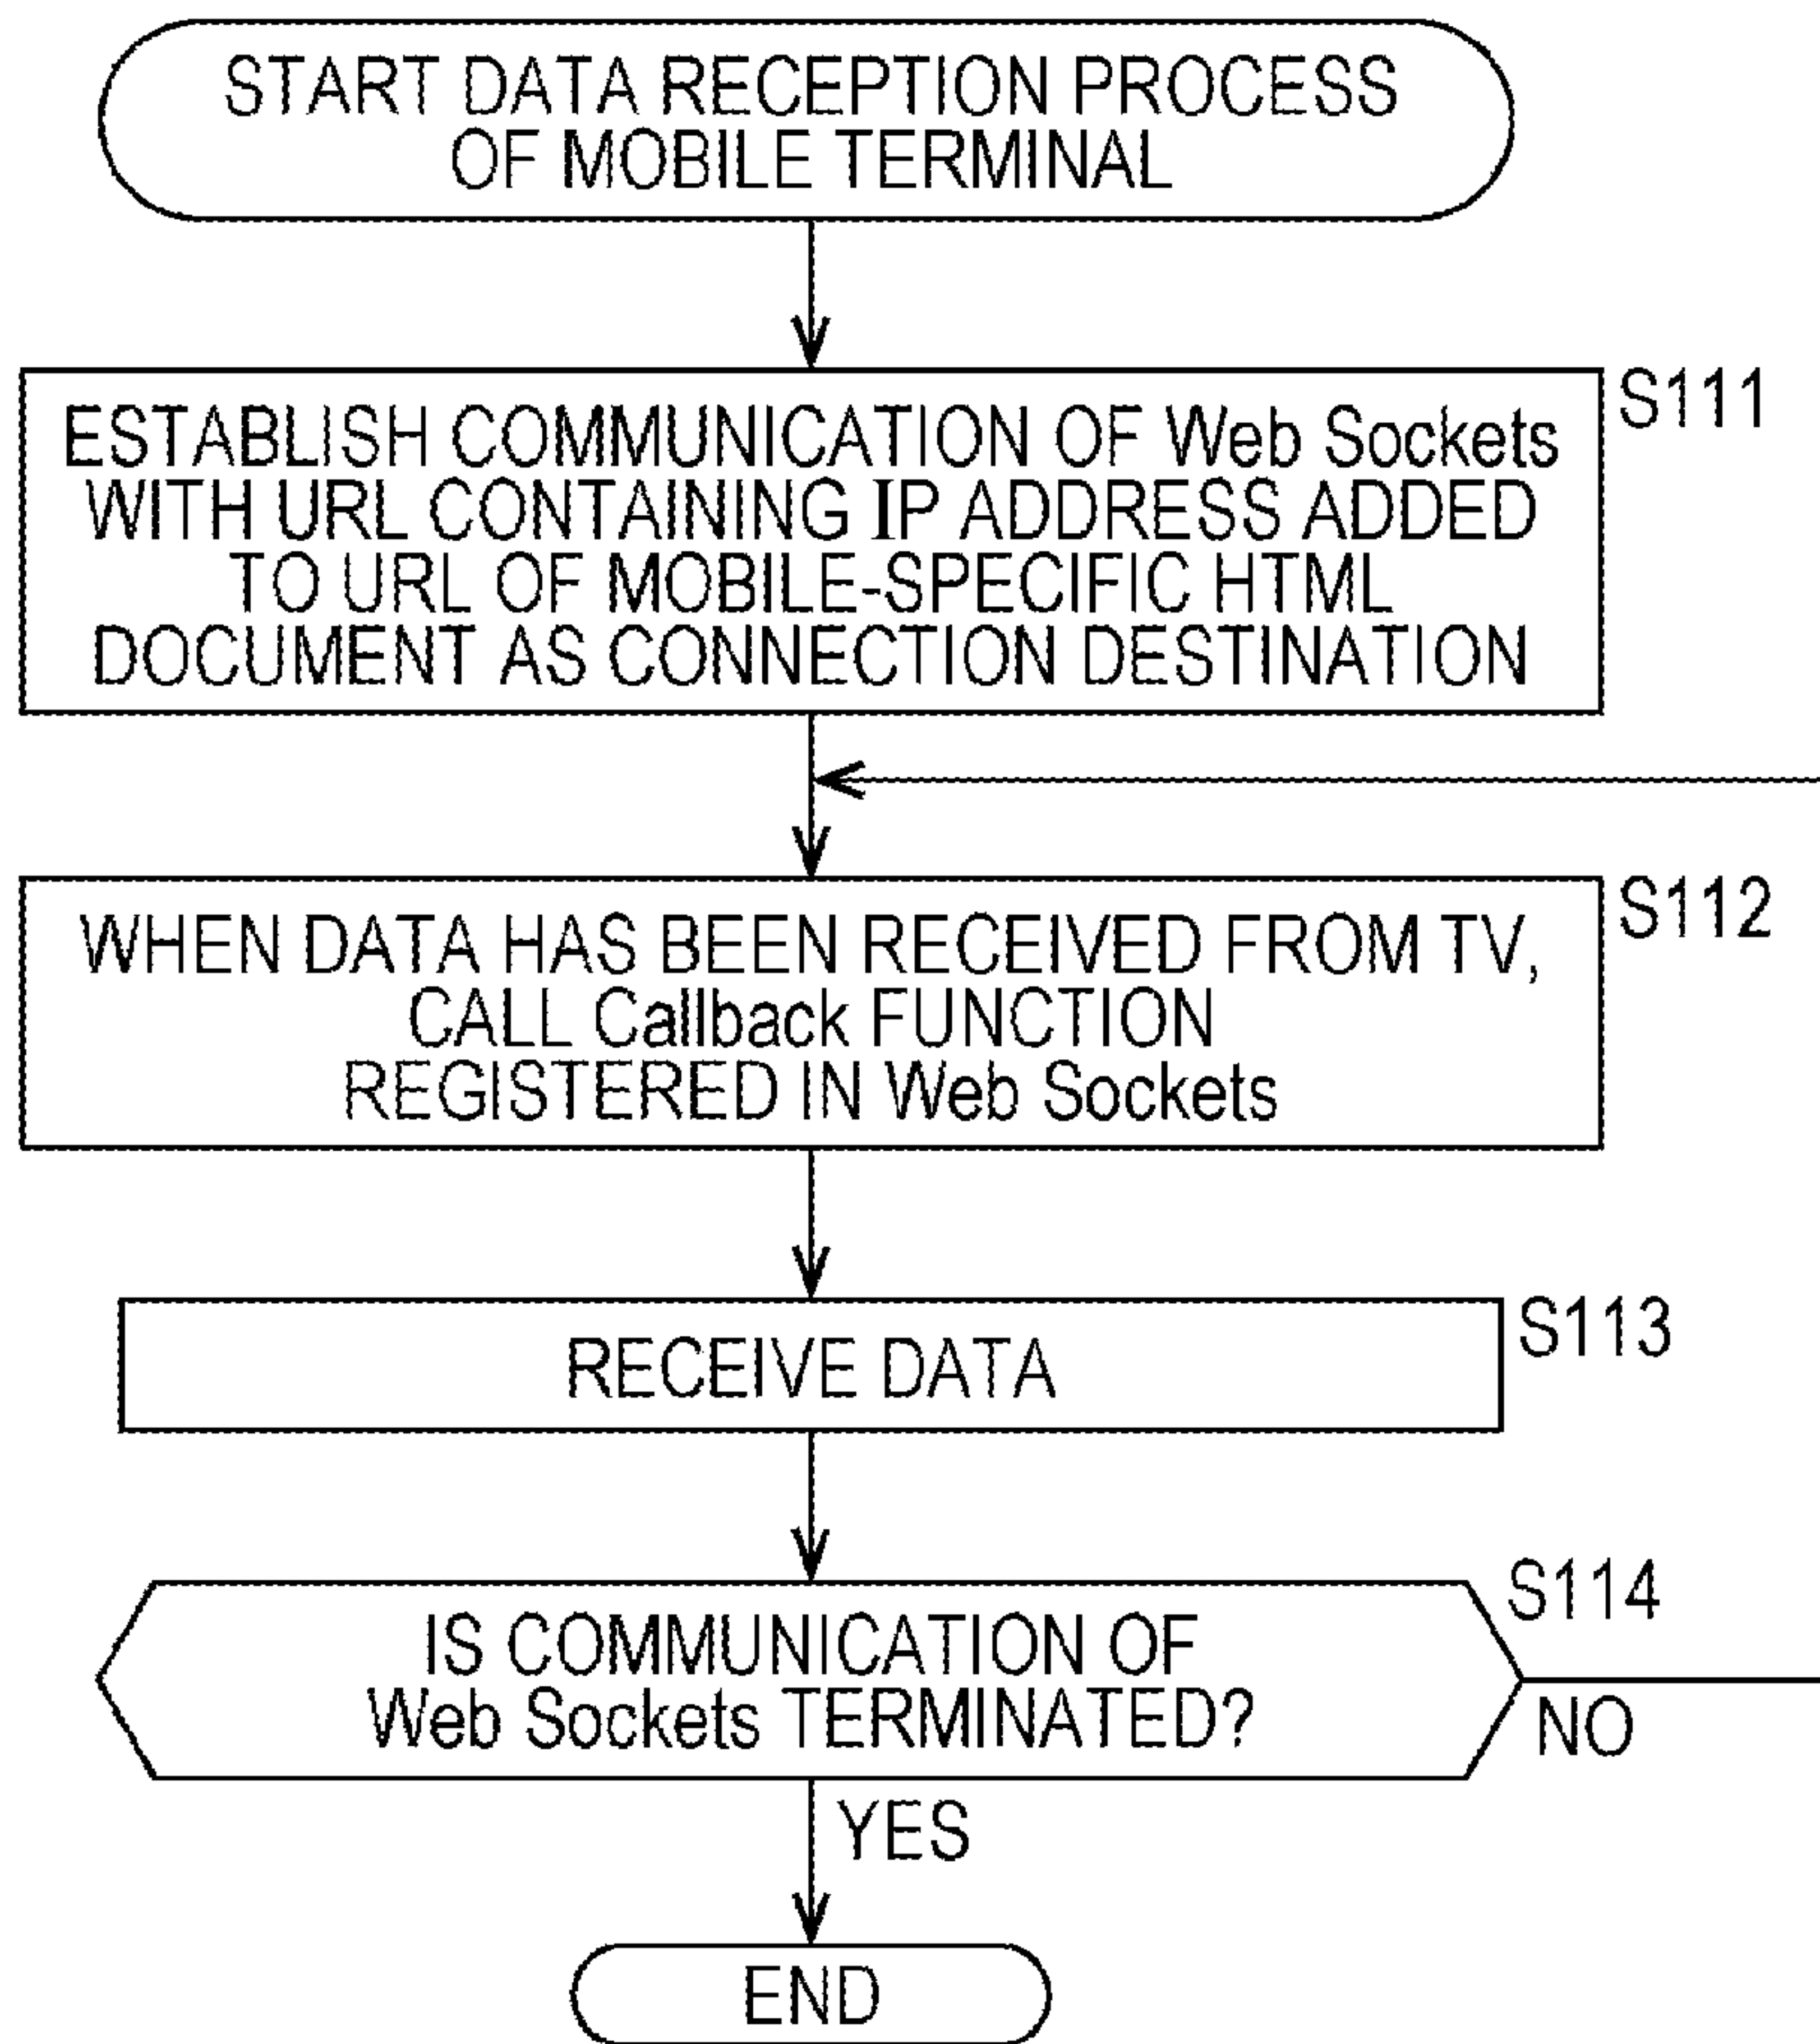 START DATA RECEPTION PROCESS
OF MOBILE TERMINAL
S111
ESTABLISH COMMUNICATION OF Web Sockets
WITH URL CONTAINING IP ADDRESS ADDED
TO URL OF MOBILE-SPECIFIC HTML
DOCUMENT AS CONNECTION DESTINATION
S112
WHEN DATA HAS BEEN RECEIVED FROM TV,
CALL Callback FUNCTION
REGISTERED IN Web Sockets
S113
RECEIVE DATA
S114
IS COMMUNICATION OF
Web Sockets TERMINATED?
NO
YES
END